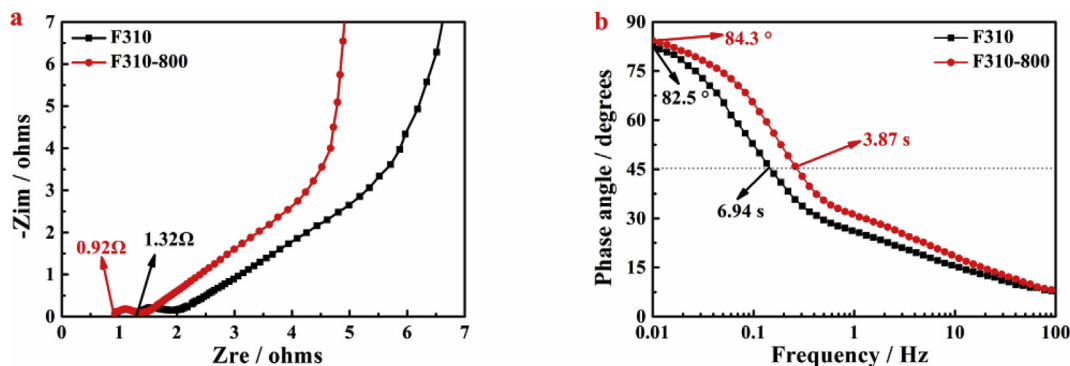 a
F310
F310-800
7
6
5
4
3
2
1
0
-Zim / ohms
0.92Ω
1.32Ω
0 1 2 3 4 5 6 7
Zre / ohms
b
F310
F310-800
90
75
60
45
30
15
0
Phase angle / degrees
84.3 °
82.5 °
3.87 s
6.94 s
0.01 0.1 1 10 100
Frequency / Hz